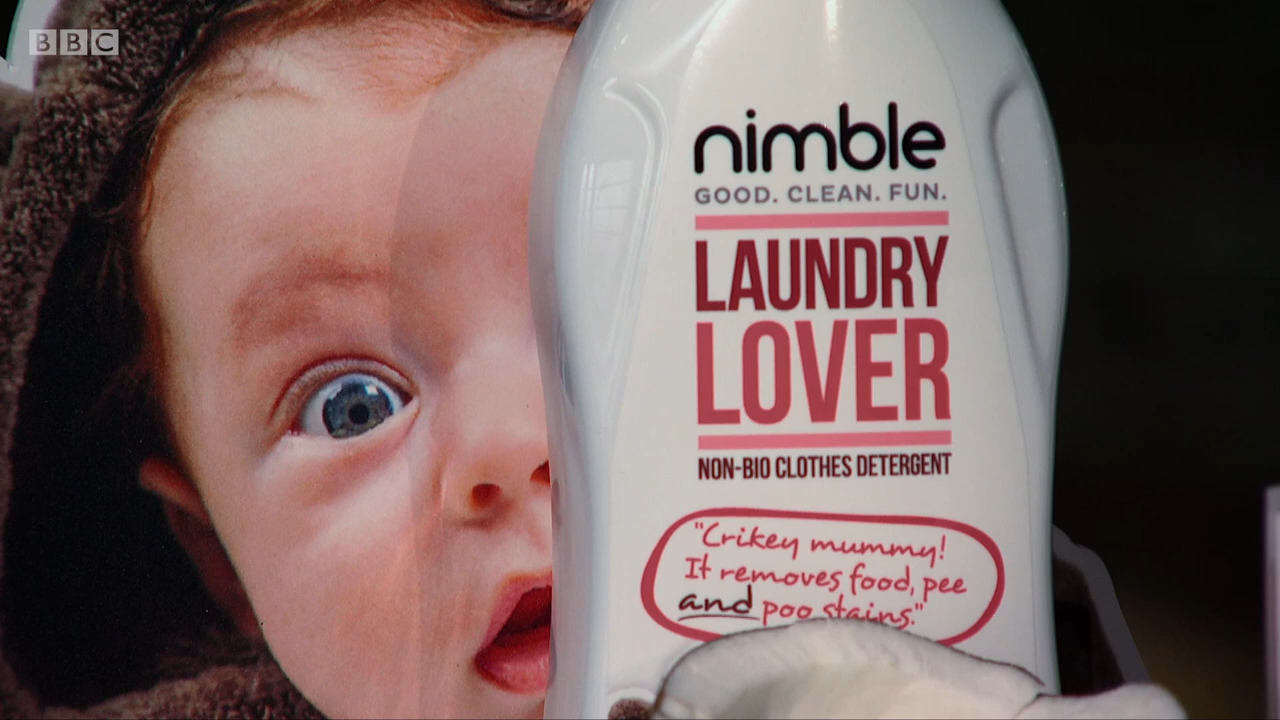 BBC
nimble
GOOD. CLEAN. FUN.
LAUNDRY
LOVER
NON-BIO CLOTHES DETERGENT
"Crikey mummy!
It removes food, pee
and poo stains."